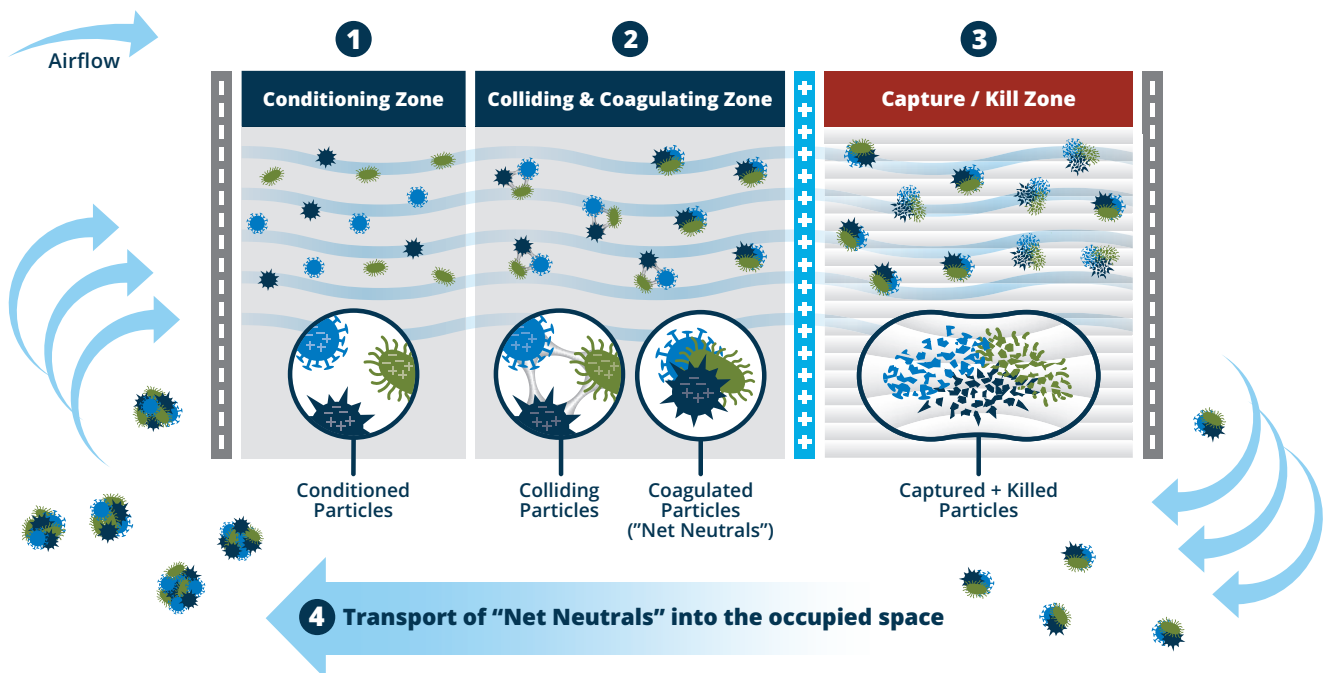 Airflow
1
2
3
Conditioning Zone
Colliding & Coagulating Zone
Capture / Kill Zone
Conditioned
Particles
Colliding
Particles
Coagulated
Particles
(”Net Neutrals”)
Captured + Killed
Particles
4 Transport of “Net Neutrals” into the occupied space